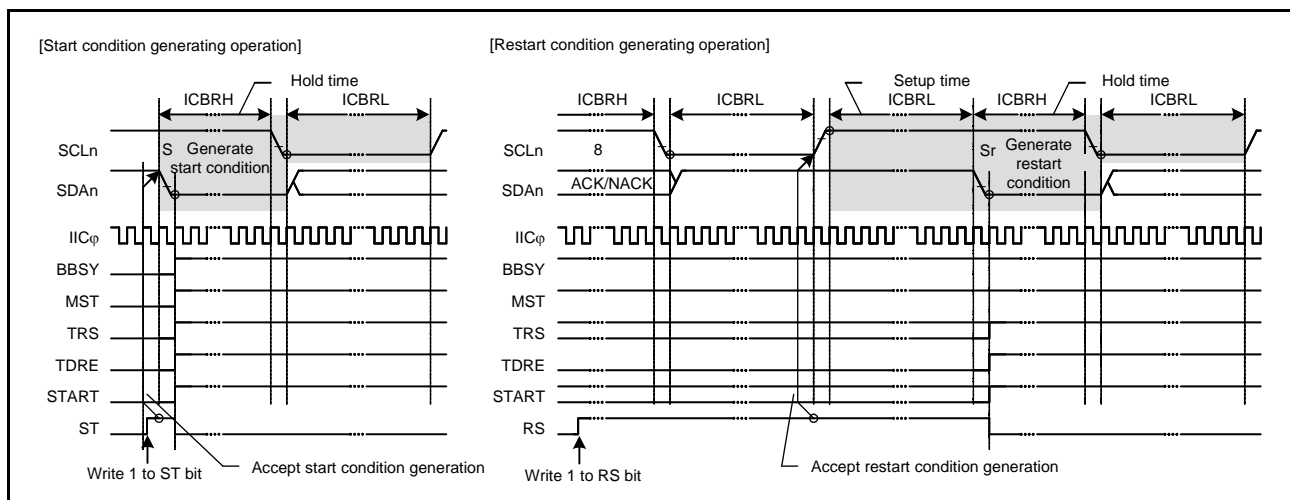 [Start condition generating operation]
Hold time
ICBRH
ICBRL
SCLn
S
Generate
start condition
SDAn
IICφ
BBSY
MST
TRS
TDRE
START
ST
Write 1 to ST bit
Accept start condition generation
[Restart condition generating operation]
Setup time
Hold time
ICBRH
ICBRL
ICBRL
ICBRH
ICBRL
SCLn
8
Sr
Generate
restart
condition
SDAn
ACK/NACK
IICφ
BBSY
MST
TRS
TDRE
START
RS
Write 1 to RS bit
Accept restart condition generation